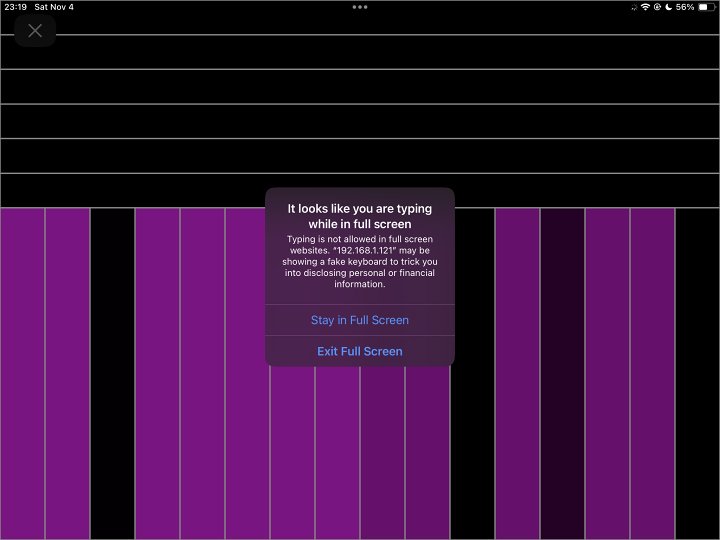 23:19 Sat Nov 4
56%
It looks like you are typing
while in full screen
Typing is not allowed in full screen
websites. “192.168.1.121” may be
showing a fake keyboard to trick you
into disclosing personal or financial
information.
Stay in Full Screen
Exit Full Screen